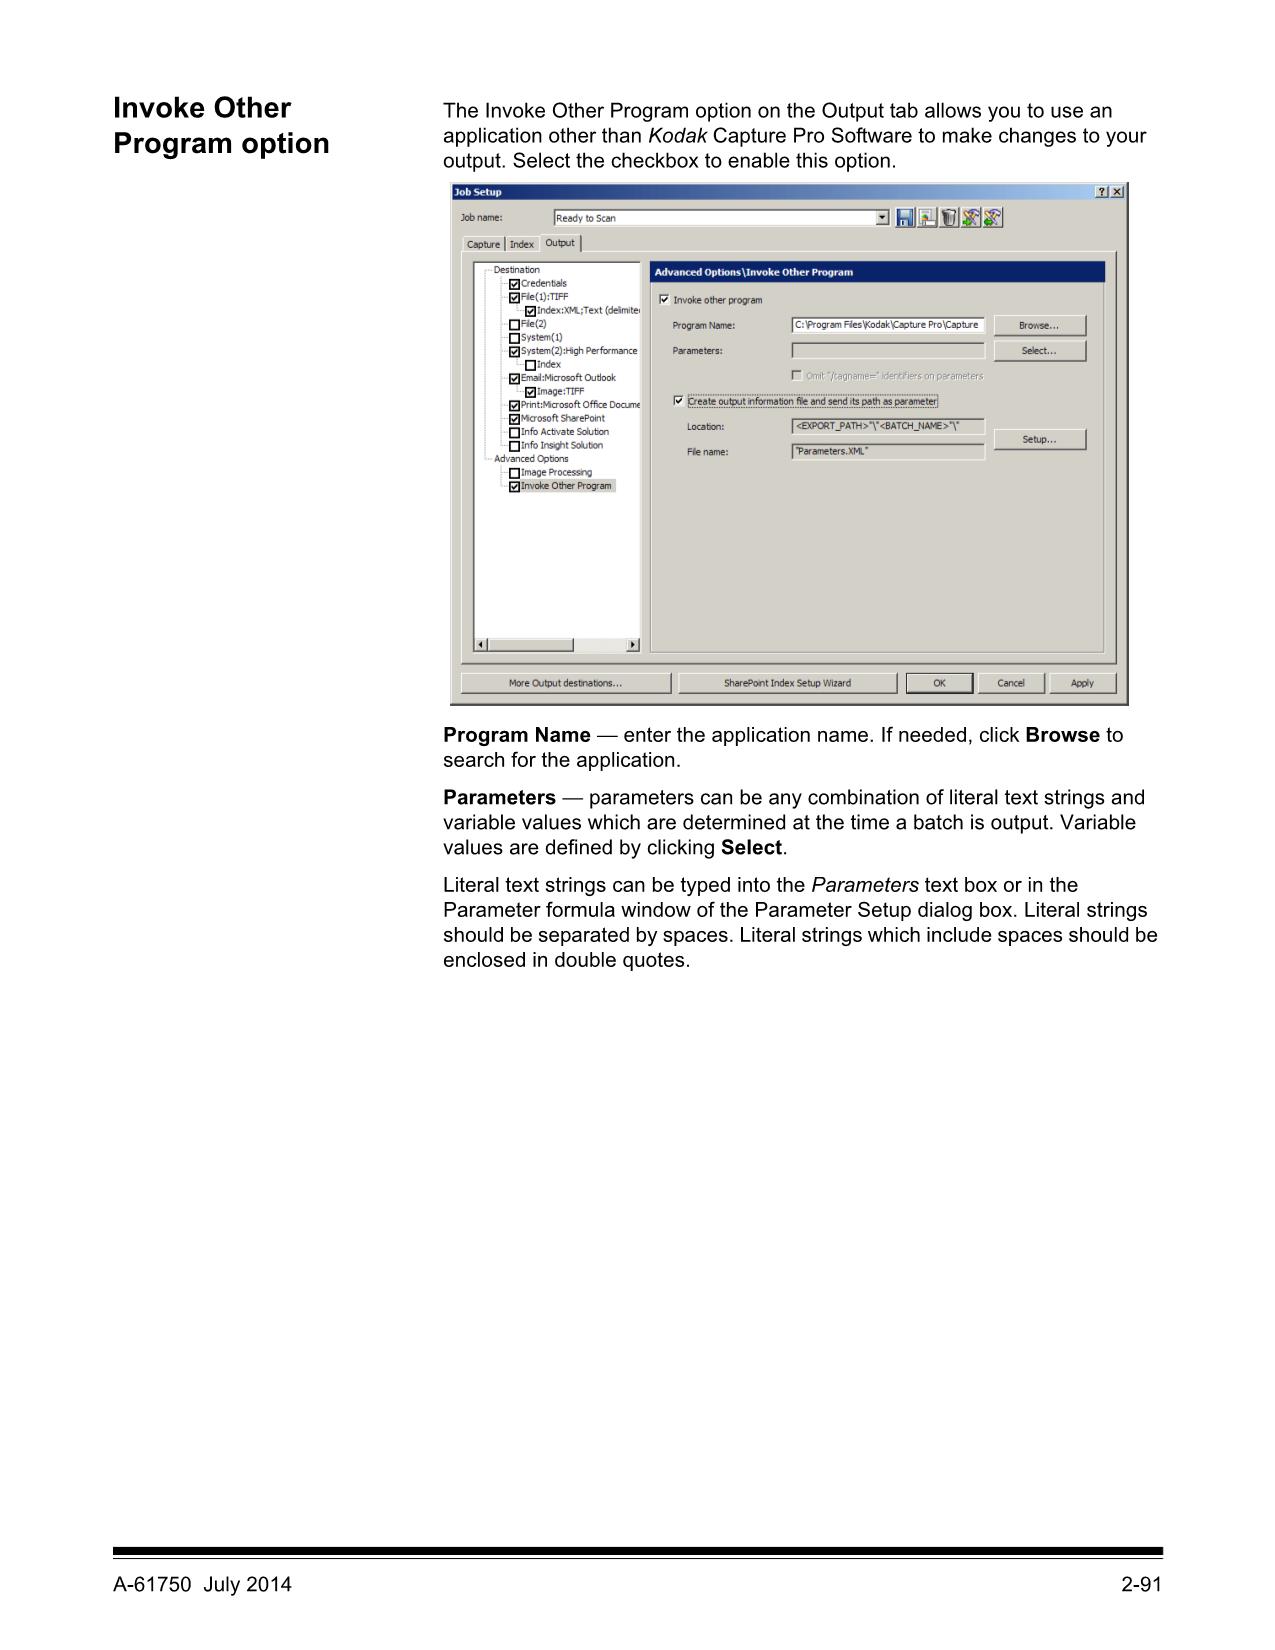 Invoke Other
Program option
The Invoke Other Program option on the Output tab allows you to use an
application other than Kodak Capture Pro Software to make changes to your
output. Select the checkbox to enable this option.
Job Setup
Job name:
Ready to Scan
Capture
Index
Output
Destination
Credentials
File(1):TIFF
Index:XML;Text (delimite
File(2)
System(1)
System(2):High Performance
Index
Email:Microsoft Outlook
Image:TIFF
Print:Microsoft Office Docume
Microsoft SharePoint
Info Activate Solution
Info Insight Solution
Advanced Options
Image Processing
Invoke Other Program
Advanced Options\Invoke Other Program
Invoke other program
Program Name:
C:\Program Files\Kodak\Capture Pro\Capture
Browse...
Parameters:
Select...
Omit "/tagname=" identifiers on parameters
Create output information file and send its path as parameter
Location:
<EXPORT_PATH>"\"<BATCH_NAME>"\"
Setup...
File name:
"Parameters.XML"
More Output destinations...
SharePoint Index Setup Wizard
OK
Cancel
Apply
Program Name — enter the application name. If needed, click Browse to
search for the application.
Parameters — parameters can be any combination of literal text strings and
variable values which are determined at the time a batch is output. Variable
values are defined by clicking Select.
Literal text strings can be typed into the Parameters text box or in the
Parameter formula window of the Parameter Setup dialog box. Literal strings
should be separated by spaces. Literal strings which include spaces should be
enclosed in double quotes.
A-61750 July 2014
2-91